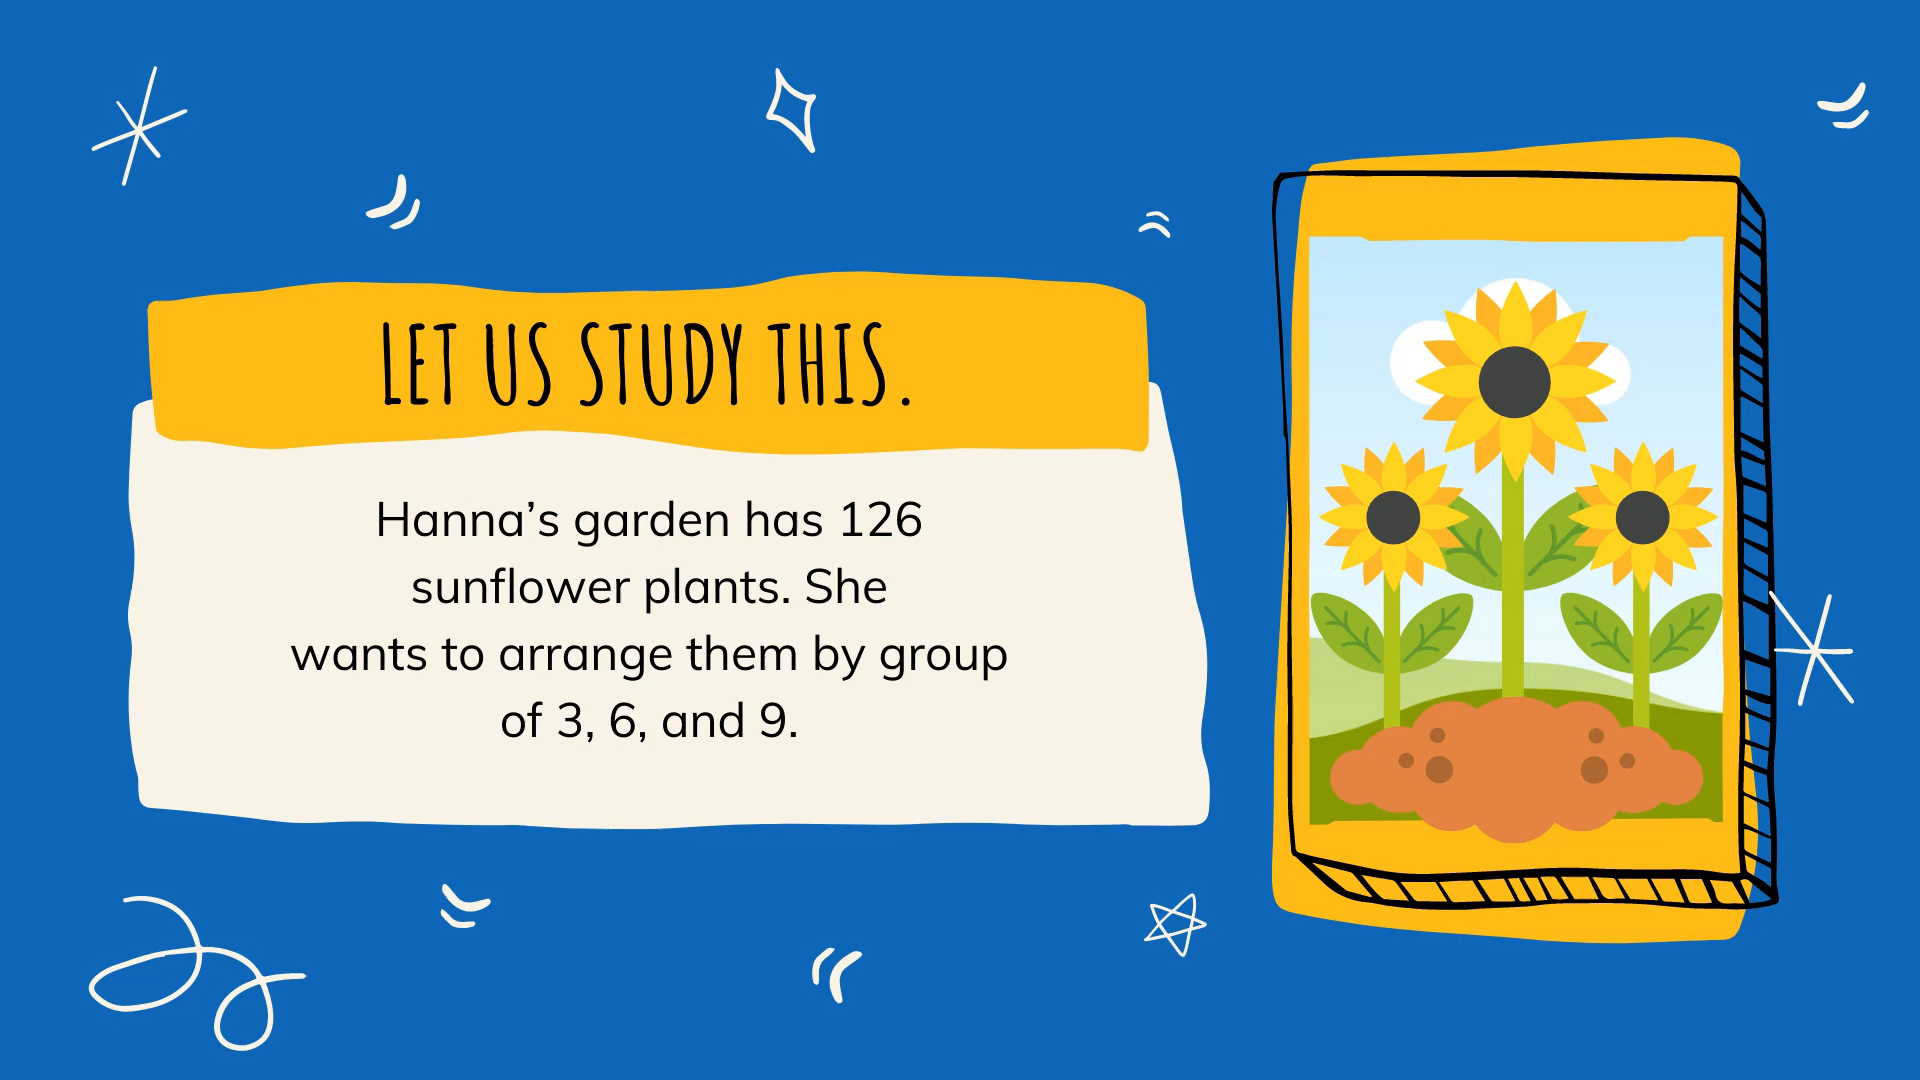 LET US STUDY THIS.
Hanna’s garden has 126
sunflower plants. She
wants to arrange them by group
of 3, 6, and 9.